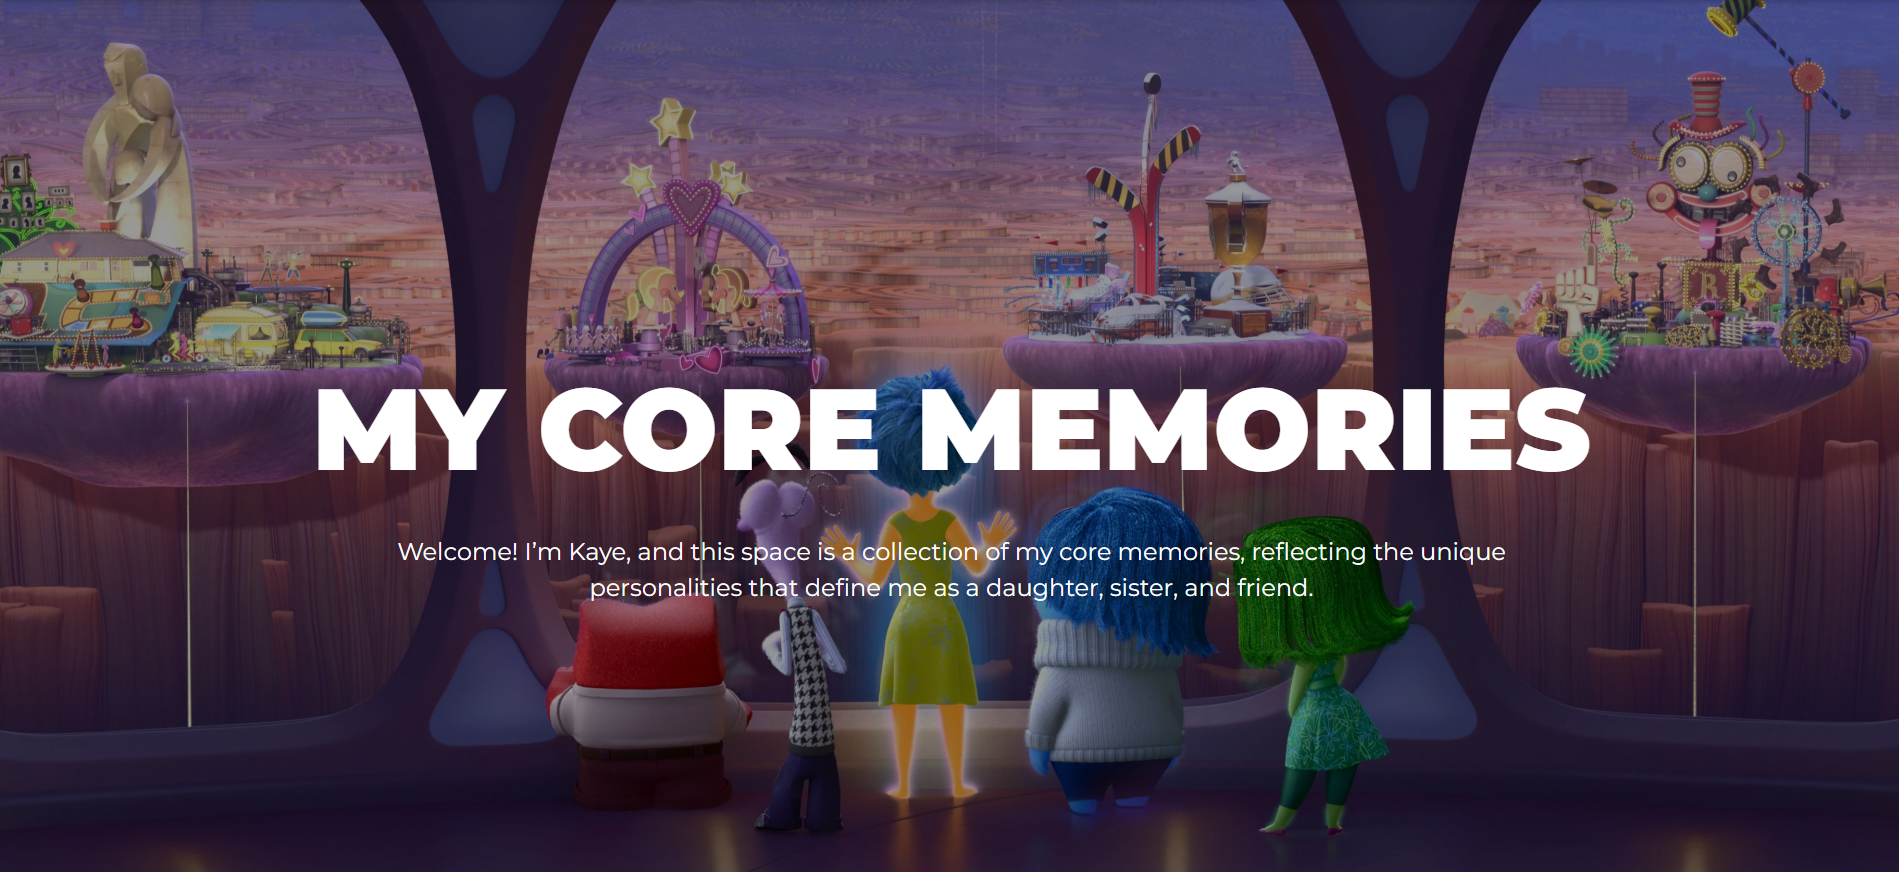 MY CORE MEMORIES
Welcome! I’m Kaye, and this space is a collection of my core memories, reflecting the unique
personalities that define me as a daughter, sister, and friend.